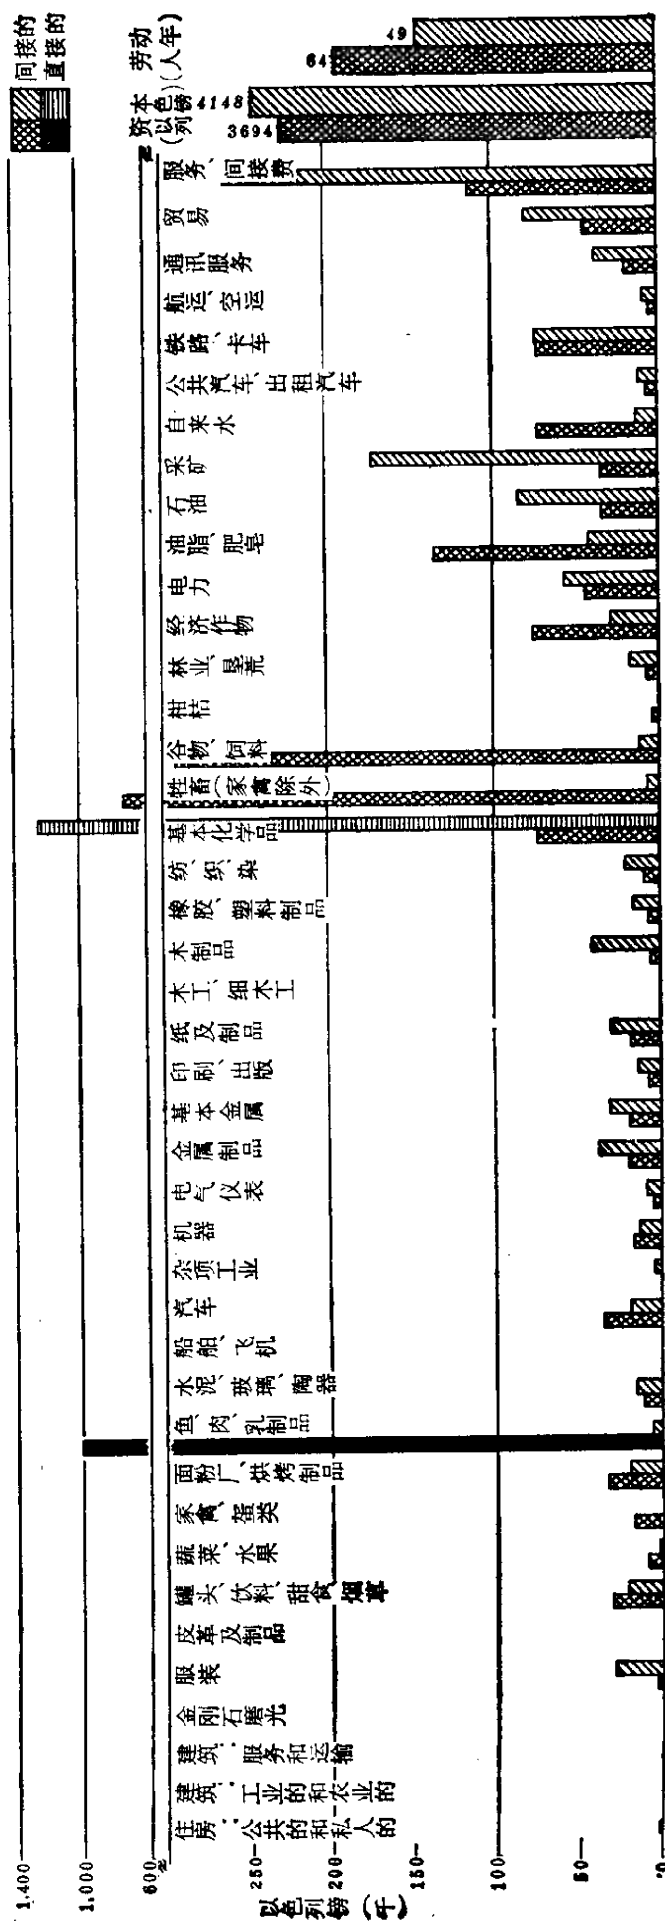 间接的
直接的
劳动
(人年)
49
64
资本
(以色列镑)
4148
3694
服务、间接费
贸易
通讯服务
航运、空运
铁路、卡车
公共汽车、出租汽车
自来水
采矿
石油
油脂、肥皂
电力
经济作物
林业、垦荒
柑桔
谷物、饲料
牲畜(家禽除外)
基本化学品
纺、织、染
橡胶、塑料制品
木制品
木工、细木工
纸及制品
印刷、出版
基本金属
金属制品
电气仪表
机器
杂项工业
汽车
船舶、飞机
水泥、玻璃、陶器
鱼、肉、乳制品
面粉厂、烘烤制品
家禽、蛋类
蔬菜、水果
罐头、饮料、甜食、烟草
皮革及制品
服装
金刚石磨光
建筑:服务和运输
建筑:工业的和农业的
住房:公共的和私人的
1,400
1,000
600
250
200
150
100
50
0
以色列镑(千)